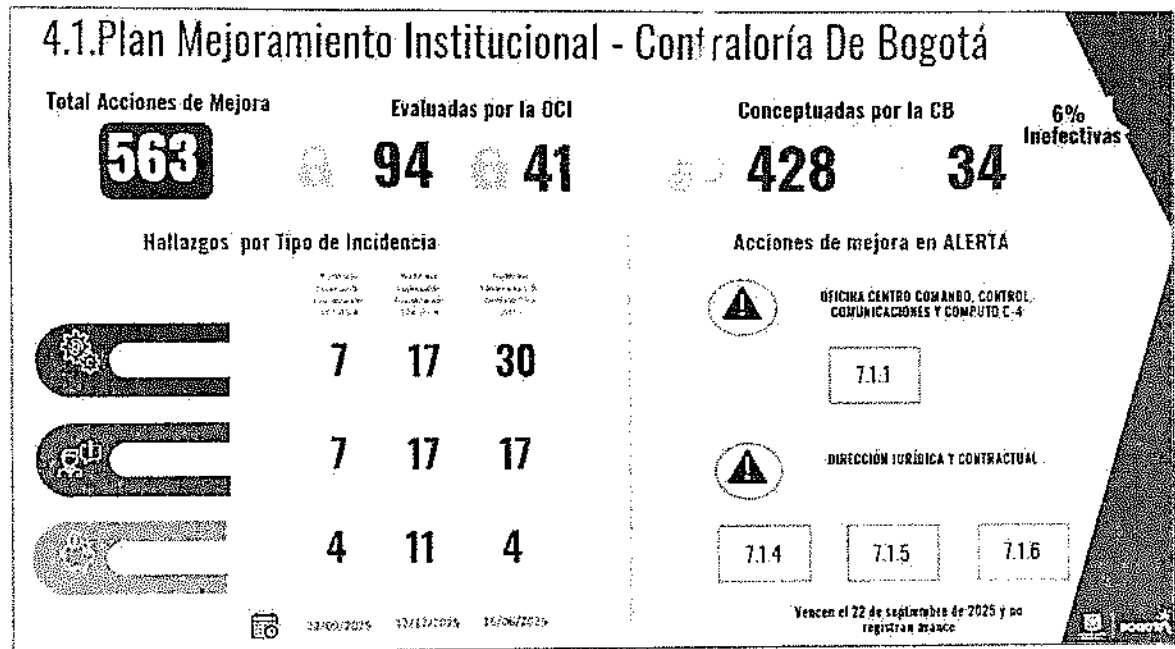 4.1.Plan Mejoramiento Institucional - Contraloría De Bogotá
Total Acciones de Mejora
Evaluadas por la OCI
Conceptuadas por la CB
6%
Inefectivas
563
94
41
428
34
Hallazgos por Tipo de Incidencia
7 17 30
7 17 17
4 11 4
Acciones de mejora en ALERTA
OFICINA CENTRO COMANDO, CONTROL,
COMUNICACIONES Y COMPUTO C-4
7.1.1
DIRECCIÓN JURÍDICA Y CONTRACTUAL
7.1.4 7.1.5 7.1.6
Vencen el 22 de septiembre de 2025 y no
registran avance
BOGOTÁ